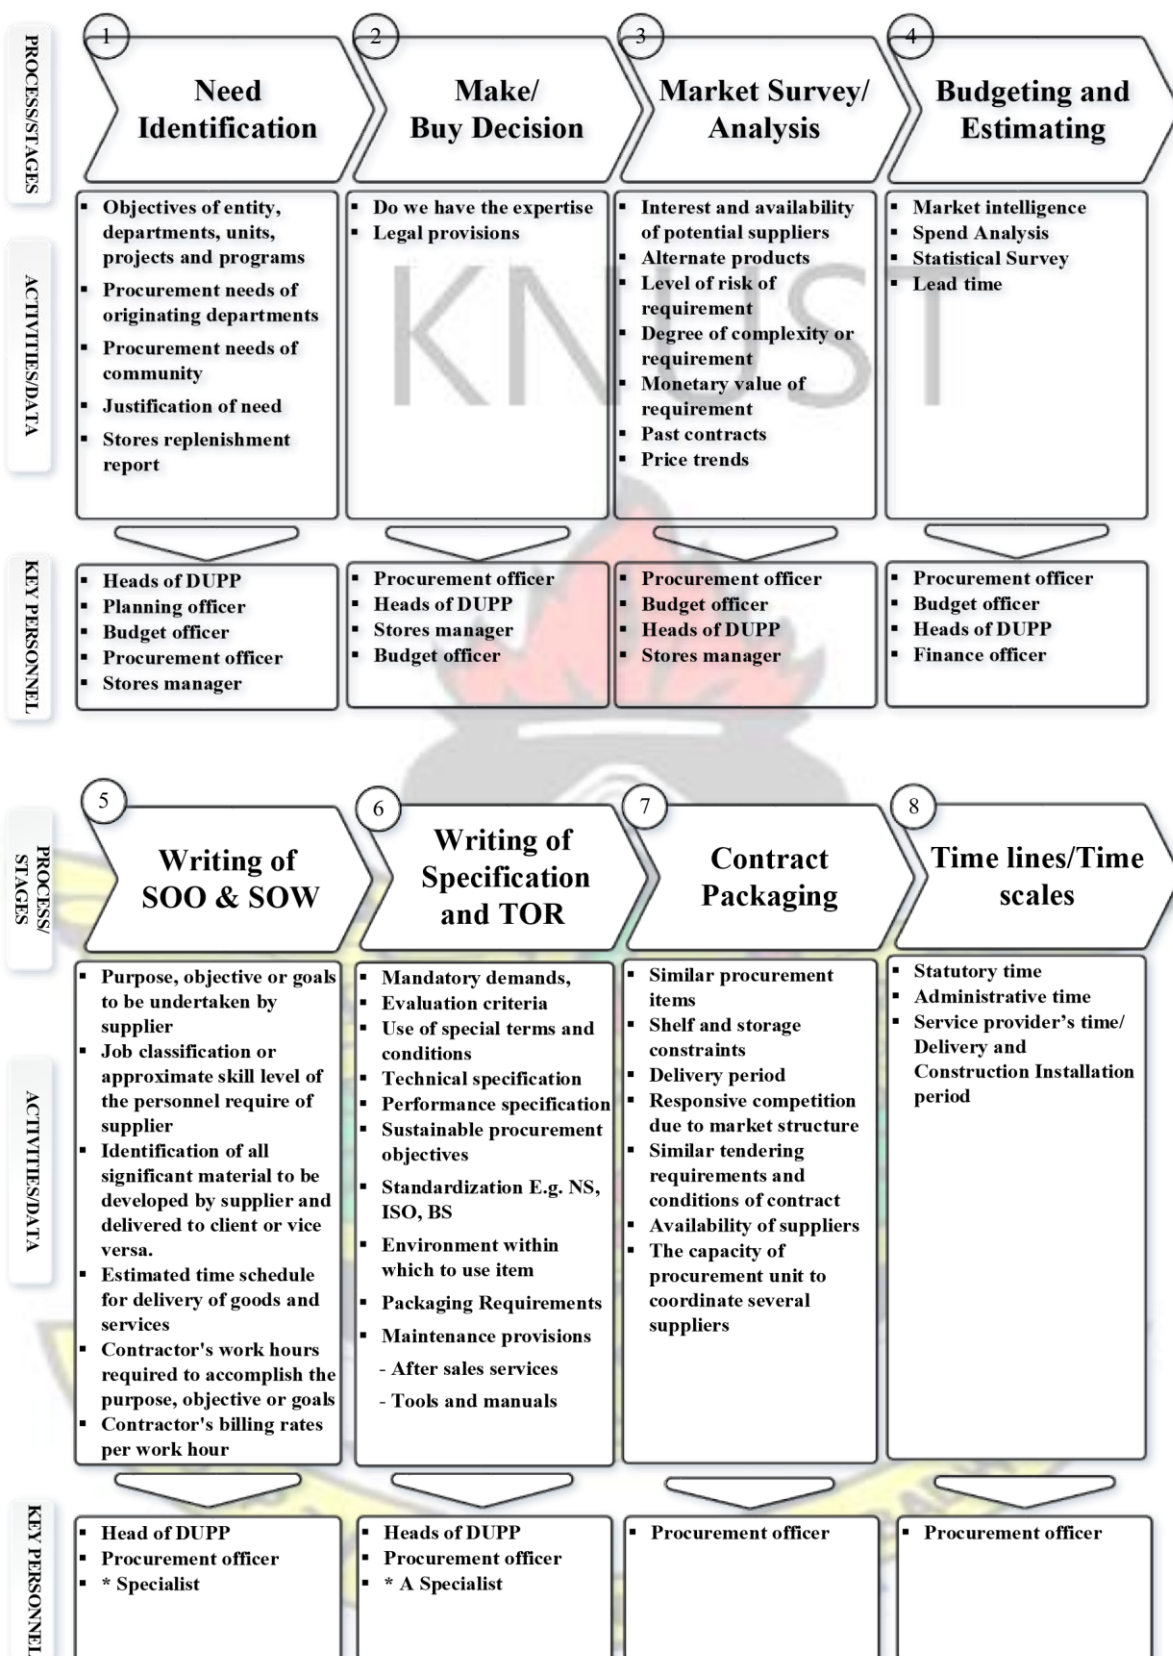 PROCESS/STAGES
1
Need
Identification
2
Make/
Buy Decision
3
Market Survey/
Analysis
4
Budgeting and
Estimating
ACTIVITIES/DATA
▪ Objectives of entity,
departments, units,
projects and programs
▪ Procurement needs of
originating departments
▪ Procurement needs of
community
▪ Justification of need
▪ Stores replenishment
report
▪ Do we have the expertise
▪ Legal provisions
▪ Interest and availability
of potential suppliers
▪ Alternate products
▪ Level of risk of
requirement
▪ Degree of complexity or
requirement
▪ Monetary value of
requirement
▪ Past contracts
▪ Price trends
▪ Market intelligence
▪ Spend Analysis
▪ Statistical Survey
▪ Lead time
KNUST
KEY PERSONNEL
▪ Heads of DUPP
▪ Planning officer
▪ Budget officer
▪ Procurement officer
▪ Stores manager
▪ Procurement officer
▪ Heads of DUPP
▪ Stores manager
▪ Budget officer
▪ Procurement officer
▪ Budget officer
▪ Heads of DUPP
▪ Stores manager
▪ Procurement officer
▪ Budget officer
▪ Heads of DUPP
▪ Finance officer
PROCESS/
STAGES
5
Writing of
SOO & SOW
6
Writing of
Specification
and TOR
7
Contract
Packaging
8
Time lines/Time
scales
ACTIVITIES/DATA
▪ Purpose, objective or goals
to be undertaken by
supplier
▪ Job classification or
approximate skill level of
the personnel require of
supplier
▪ Identification of all
significant material to be
developed by supplier and
delivered to client or vice
versa.
▪ Estimated time schedule
for delivery of goods and
services
▪ Contractor's work hours
required to accomplish the
purpose, objective or goals
▪ Contractor's billing rates
per work hour
▪ Mandatory demands,
▪ Evaluation criteria
▪ Use of special terms and
conditions
▪ Technical specification
▪ Performance specification
▪ Sustainable procurement
objectives
▪ Standardization E.g. NS,
ISO, BS
▪ Environment within
which to use item
▪ Packaging Requirements
▪ Maintenance provisions
- After sales services
- Tools and manuals
▪ Similar procurement
items
▪ Shelf and storage
constraints
▪ Delivery period
▪ Responsive competition
due to market structure
▪ Similar tendering
requirements and
conditions of contract
▪ Availability of suppliers
▪ The capacity of
procurement unit to
coordinate several
suppliers
▪ Statutory time
▪ Administrative time
▪ Service provider’s time/
Delivery and
Construction Installation
period
KEY PERSONNEL
▪ Head of DUPP
▪ Procurement officer
▪ * Specialist
▪ Heads of DUPP
▪ Procurement officer
▪ * A Specialist
▪ Procurement officer
▪ Procurement officer